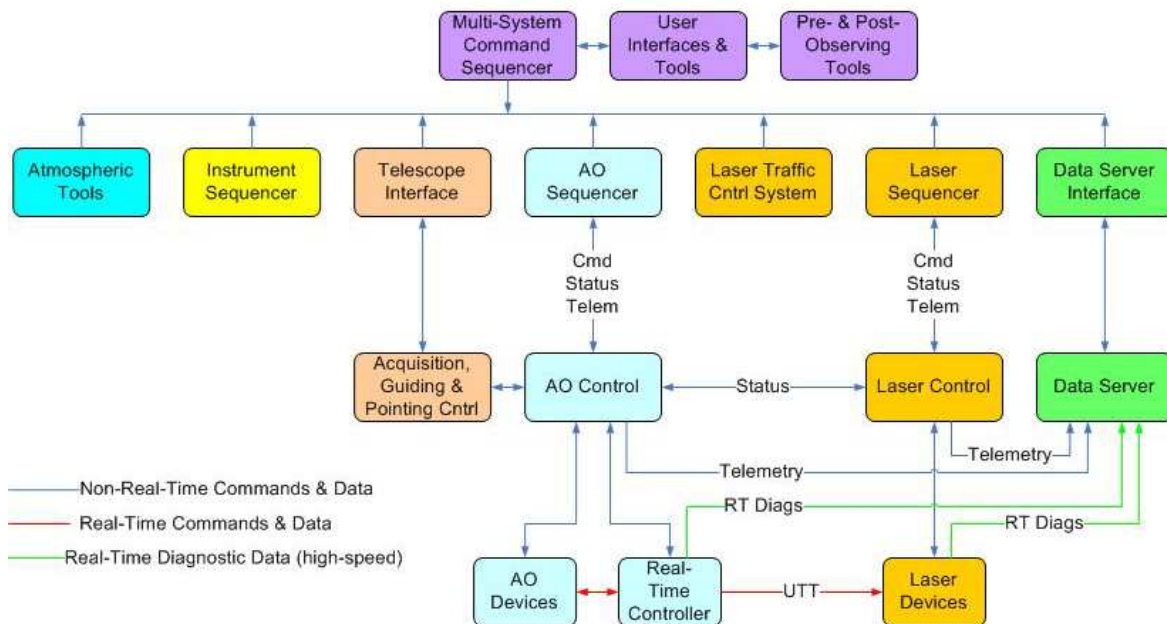 Multi-System
Command
Sequencer
User
Interfaces &
Tools
Pre- & Post-
Observing
Tools
Atmospheric
Tools
Instrument
Sequencer
Telescope
Interface
AO
Sequencer
Laser Traffic
Cntrl System
Laser
Sequencer
Data Server
Interface
Cmd
Status
Telem
Cmd
Status
Telem
Acquisition,
Guiding &
Pointing Cntrl
AO Control
Status
Laser Control
Data Server
Telemetry
Telemetry
Non-Real-Time Commands & Data
RT Diags
Real-Time Commands & Data
RT Diags
Real-Time Diagnostic Data (high-speed)
AO
Devices
Real-
Time
Controller
UTT
Laser
Devices